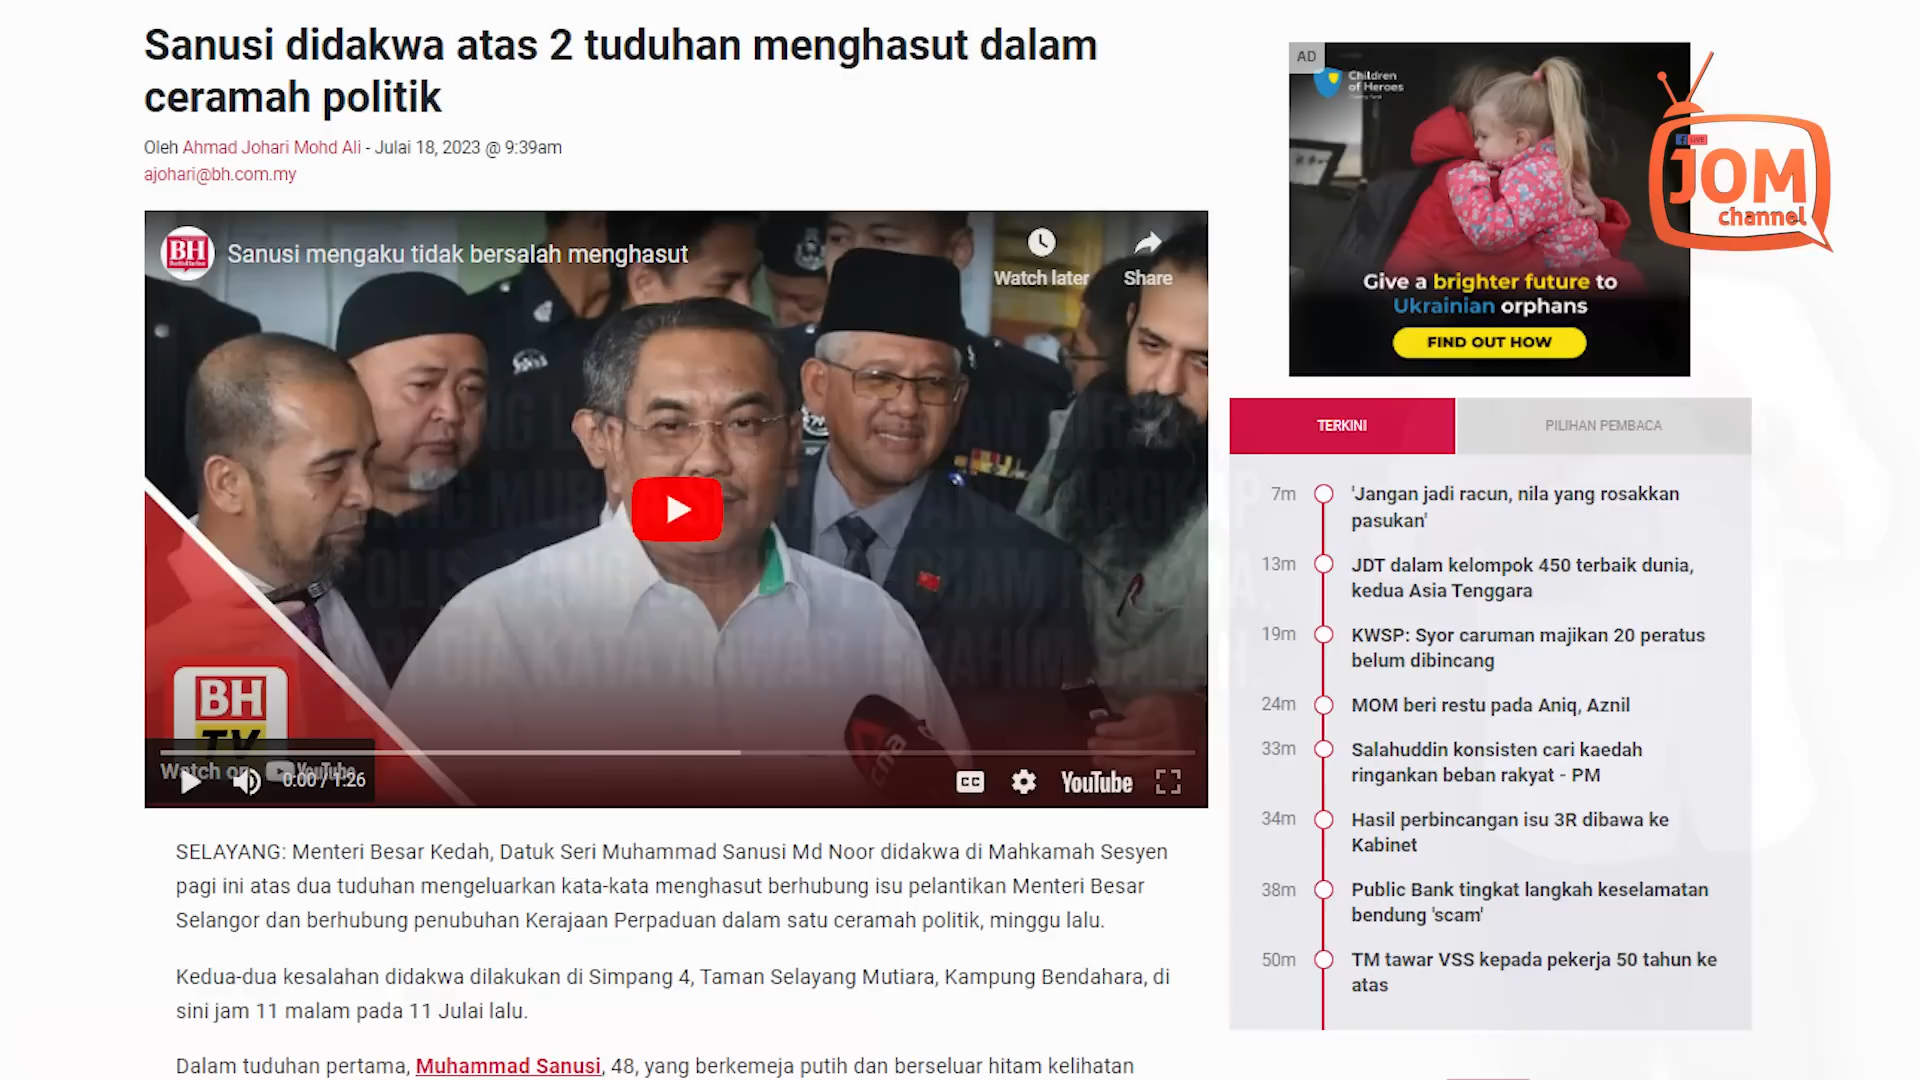 Sanusi didakwa atas 2 tuduhan menghasut dalam
ceramah politik
Oleh Ahmad Johari Mohd Ali - Julai 18, 2023 @ 9:39am
ajohari@bh.com.my
BH
Sanusi mengaku tidak bersalah menghasut
Watch later
Share
BH
TV
Watch on YouTube
0:00 / 1:26
CC
YouTube
cna
SELAYANG: Menteri Besar Kedah, Datuk Seri Muhammad Sanusi Md Noor didakwa di Mahkamah Sesyen
pagi ini atas dua tuduhan mengeluarkan kata-kata menghasut berhubung isu pelantikan Menteri Besar
Selangor dan berhubung penubuhan Kerajaan Perpaduan dalam satu ceramah politik, minggu lalu.
Kedua-dua kesalahan didakwa dilakukan di Simpang 4, Taman Selayang Mutiara, Kampung Bendahara, di
sini jam 11 malam pada 11 Julai lalu.
Dalam tuduhan pertama, Muhammad Sanusi, 48, yang berkemeja putih dan berseluar hitam kelihatan
AD
Children
of Heroes
Give a brighter future to
Ukrainian orphans
FIND OUT HOW
LIVE
JOM
channel
TERKINI
PILIHAN PEMBACA
7m
'Jangan jadi racun, nila yang rosakkan
pasukan'
13m
JDT dalam kelompok 450 terbaik dunia,
kedua Asia Tenggara
19m
KWSP: Syor caruman majikan 20 peratus
belum dibincang
24m
MOM beri restu pada Aniq, Aznil
33m
Salahuddin konsisten cari kaedah
ringankan beban rakyat - PM
34m
Hasil perbincangan isu 3R dibawa ke
Kabinet
38m
Public Bank tingkat langkah keselamatan
bendung 'scam'
50m
TM tawar VSS kepada pekerja 50 tahun ke
atas